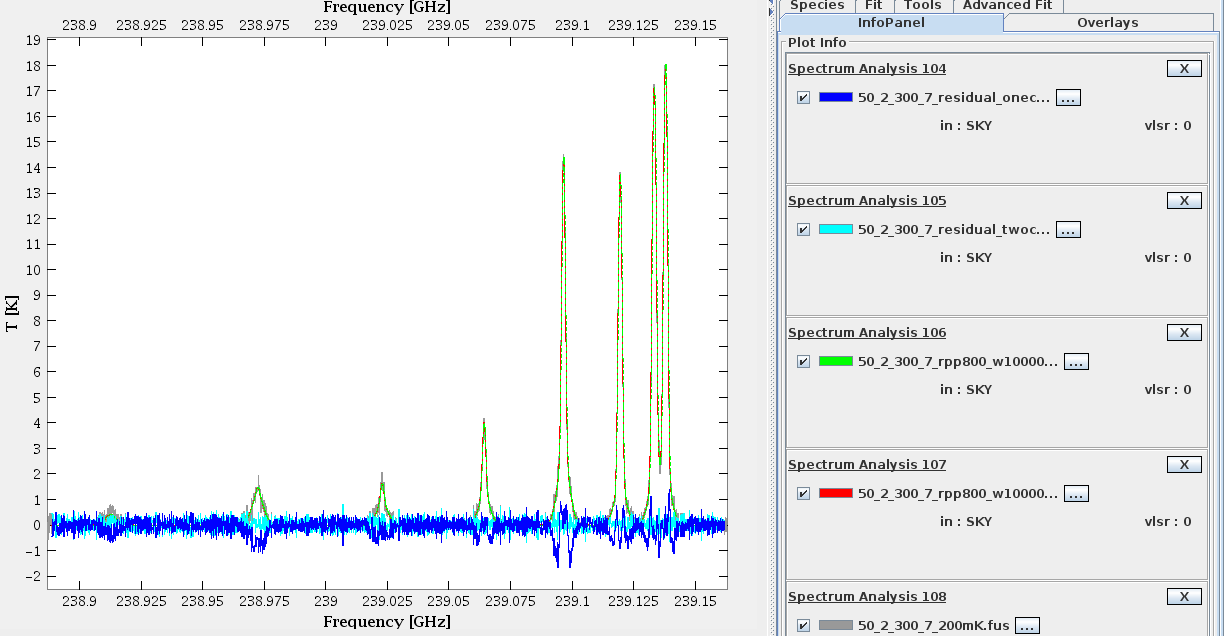 Frequency [GHz]
238.9 238.925 238.95 238.975 239 239.025 239.05 239.075 239.1 239.125 239.15
19
18
17
16
15
14
13
12
11
10
9
8
7
6
5
4
3
2
1
0
−1
−2
T [K]
238.9 238.925 238.95 238.975 239 239.025 239.05 239.075 239.1 239.125 239.15
Frequency [GHz]
Species Fit Tools Advanced Fit
InfoPanel Overlays
Plot Info
Spectrum Analysis 104 X
50_2_300_7_residual_onec... ...
in : SKY vlsr : 0
Spectrum Analysis 105 X
50_2_300_7_residual_twoc... ...
in : SKY vlsr : 0
Spectrum Analysis 106 X
50_2_300_7_rpp800_w10000... ...
in : SKY vlsr : 0
Spectrum Analysis 107 X
50_2_300_7_rpp800_w10000... ...
in : SKY vlsr : 0
Spectrum Analysis 108 X
50_2_300_7_200mK.fus ...